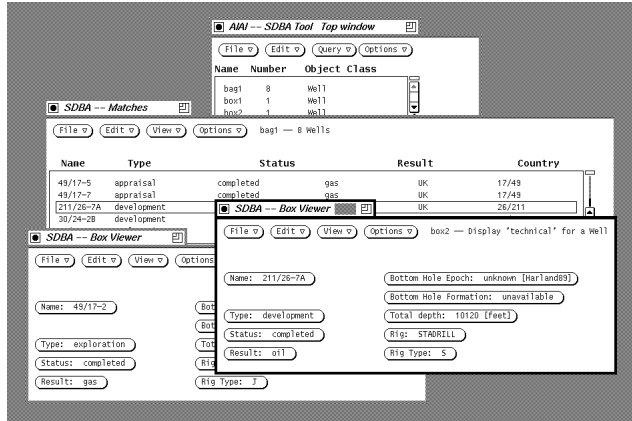 AIAI -- SDBA Tool Top window
File Edit Query Options
Name Number Object Class
bag1 8 Well
box1 1 Well
box2 1 Well
SDBA -- Matches
File Edit View Options bag1 — 8 Wells
Name Type Status Result Country
49/17-5 appraisal completed gas UK 17/49
49/17-7 appraisal completed gas UK 17/49
211/26-7A development UK 26/211
30/24-2B development
SDBA -- Box Viewer
File Edit View Options box2 — Display 'technical' for a Well
Name: 211/26-7A
Bottom Hole Epoch: unknown [Harland89]
Bottom Hole Formation: unavailable
Type: development
Total depth: 10120 [feet]
Status: completed
Rig: STADRILL
Result: oil
Rig Type: S
SDBA -- Box Viewer
File Edit View Options
Name: 49/17-2
Bot
Bot
Type: exploration
Tot
Status: completed
Rig
Result: gas
Rig Type: J